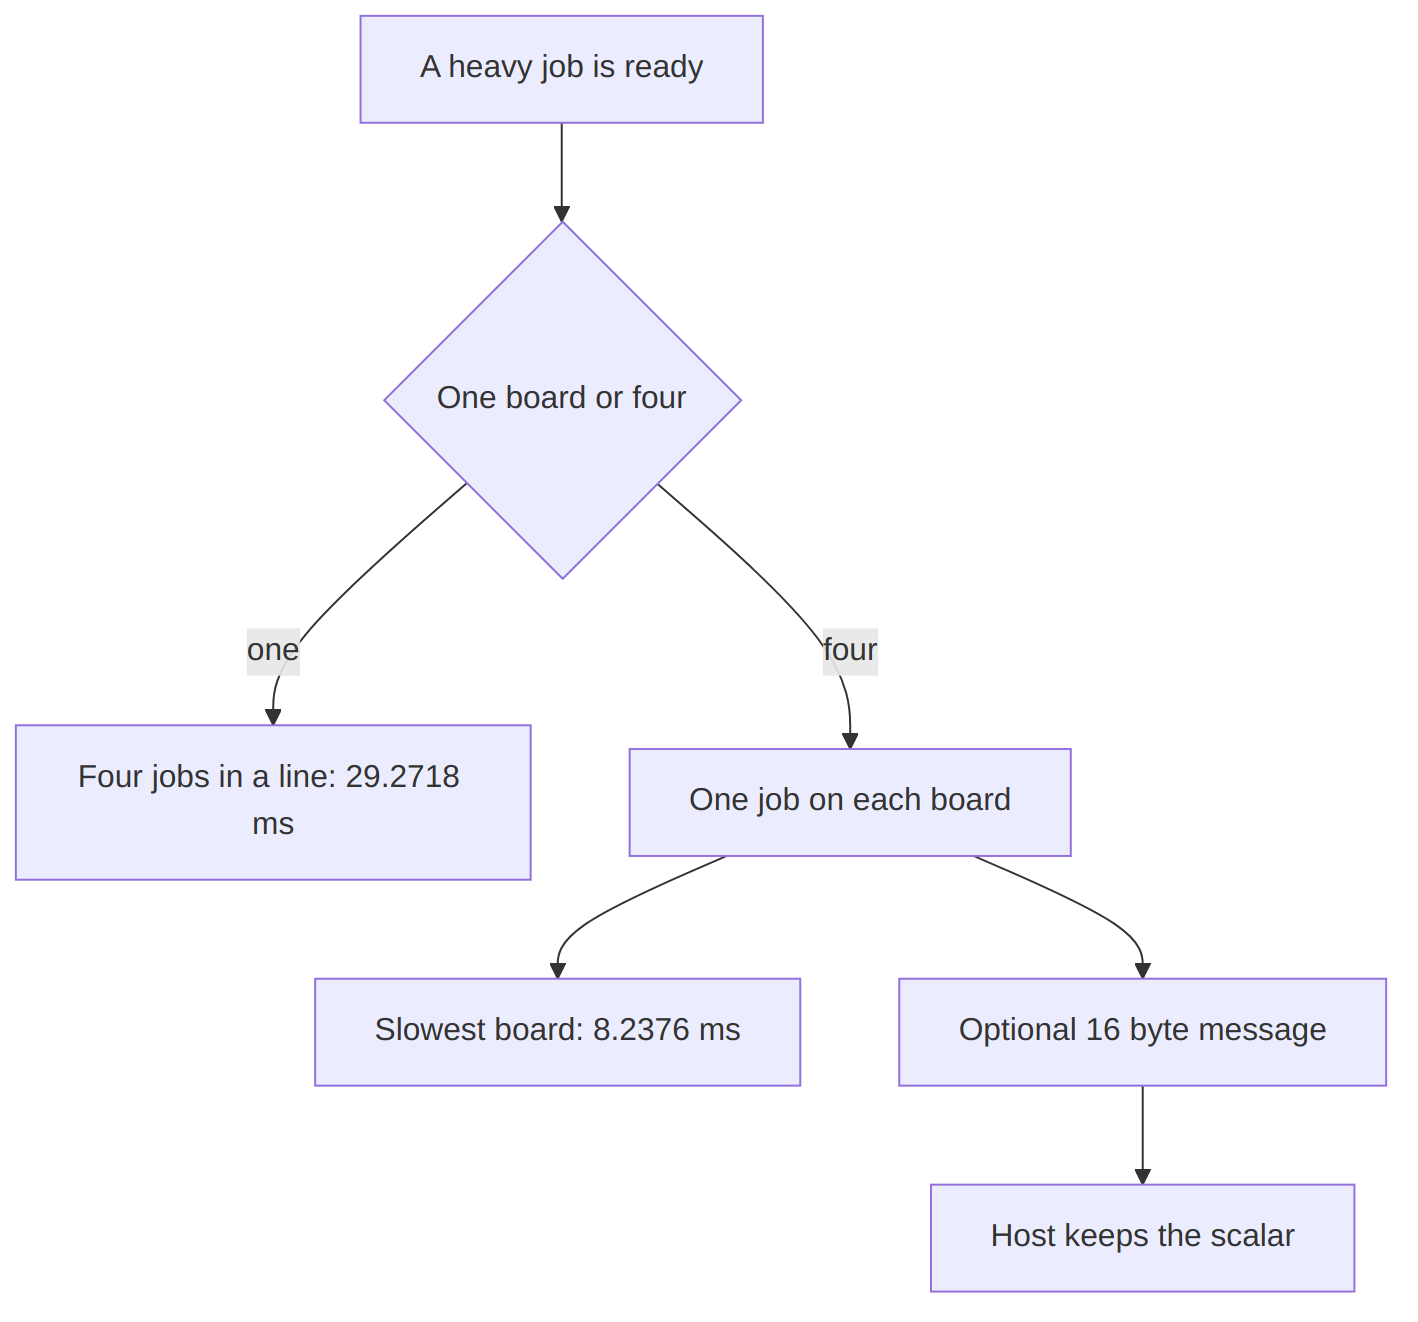 A heavy job is ready
One board or four
one
four
Four jobs in a line: 29.2718
ms
One job on each board
Slowest board: 8.2376 ms
Optional 16 byte message
Host keeps the scalar